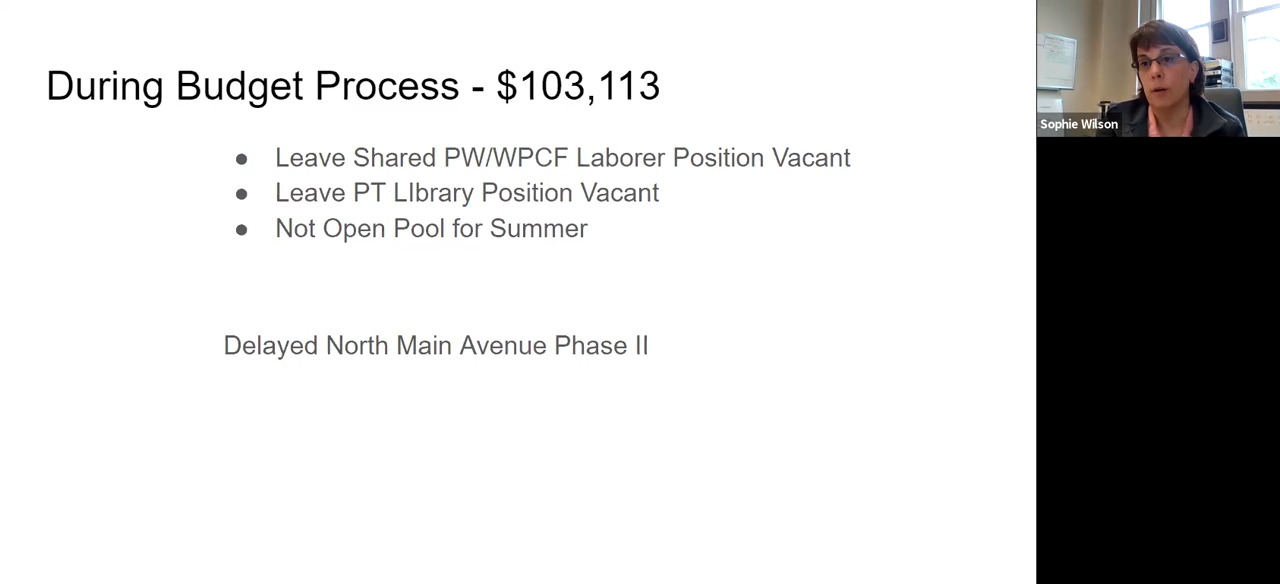 During Budget Process - $103,113
● Leave Shared PW/WPCF Laborer Position Vacant
● Leave PT LIbrary Position Vacant
● Not Open Pool for Summer
Delayed North Main Avenue Phase II
Sophie Wilson